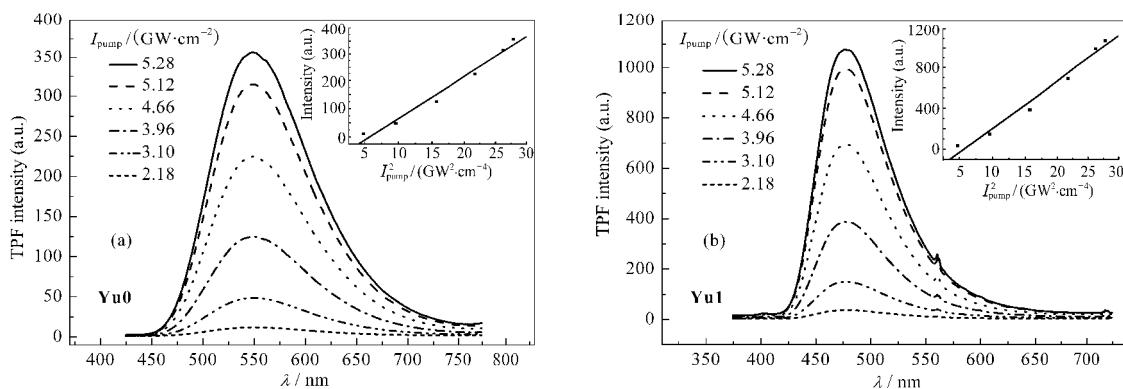 400
350
300
250
200
150
100
50
0
TPF intensity (a.u.)
I_pump/(GW·cm⁻²)
5.28
5.12
4.66
3.96
3.10
2.18
(a)
Yu0
400 450 500 550 600 650 700 750 800
λ / nm
400
300
200
100
0
Intensity (a.u.)
5 10 15 20 25 30
I²_pump/(GW²·cm⁻⁴)
1200
1000
800
600
400
200
0
TPF intensity (a.u.)
I_pump/(GW·cm⁻²)
5.28
5.12
4.66
3.96
3.10
2.18
(b)
Yu1
350 400 450 500 550 600 650 700
λ / nm
1200
800
400
0
Intensity (a.u.)
5 10 15 20 25 30
I²_pump/(GW²·cm⁻⁴)